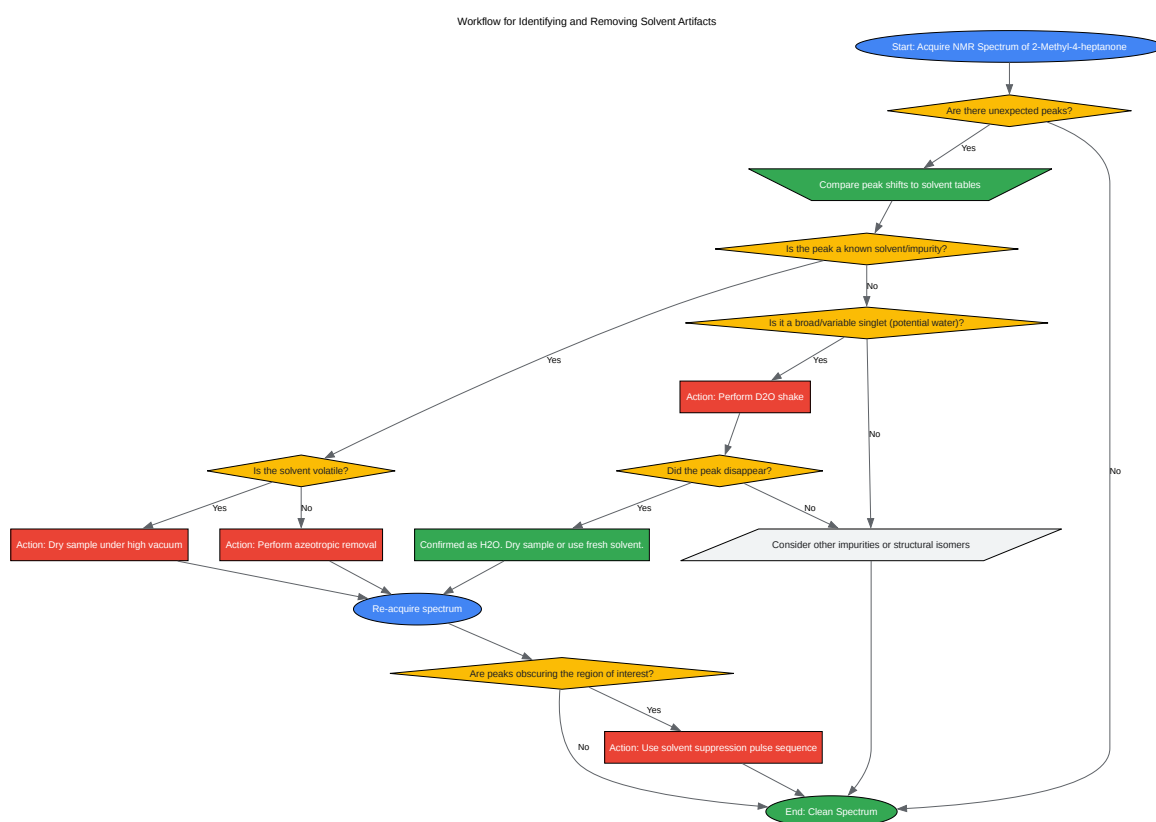 Workflow for Identifying and Removing Solvent Artifacts
Start: Acquire NMR Spectrum of 2-Methyl-4-heptanone
Are there unexpected peaks?
Yes
Compare peak shifts to solvent tables
Is the peak a known solvent/impurity?
No
Is it a broad/variable singlet (potential water)?
Yes
Yes
Action: Perform D2O shake
No
Is the solvent volatile?
Did the peak disappear?
No
Yes
No
Yes
No
Action: Dry sample under high vacuum
Action: Perform azeotropic removal
Confirmed as H2O. Dry sample or use fresh solvent.
Consider other impurities or structural isomers
Re-acquire spectrum
Are peaks obscuring the region of interest?
Yes
No
Action: Use solvent suppression pulse sequence
End: Clean Spectrum